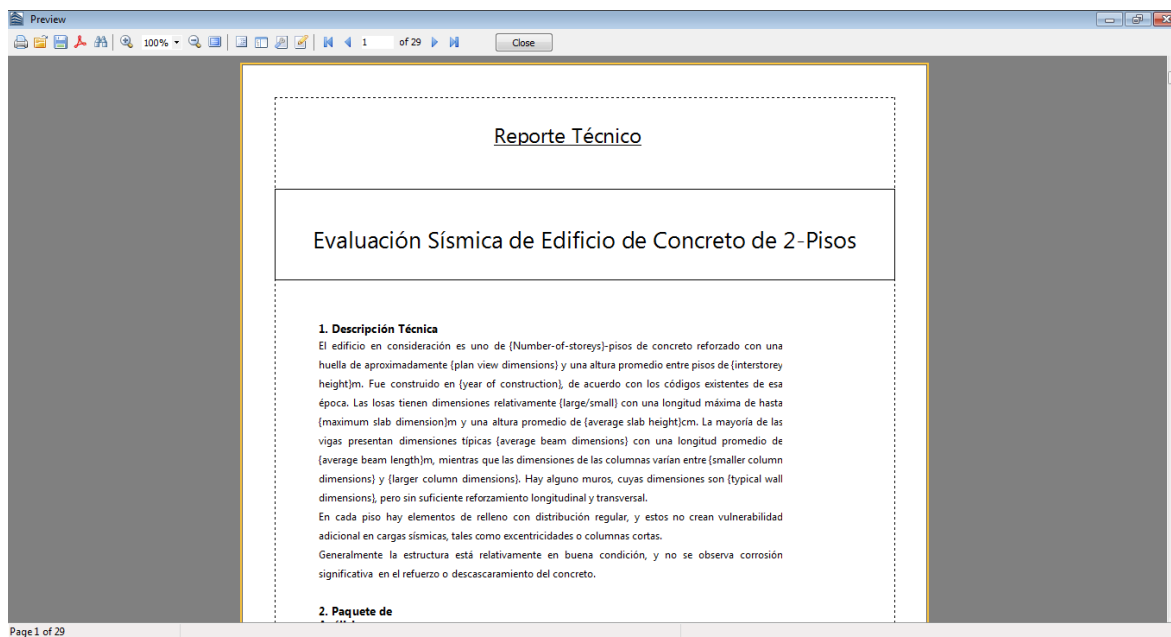 Preview
100%
1
of 29
Close
Reporte Técnico
Evaluación Sísmica de Edificio de Concreto de 2-Pisos
1. Descripción Técnica
El edificio en consideración es uno de {Number-of-storeys}-pisos de concreto reforzado con una
huella de aproximadamente {plan view dimensions} y una altura promedio entre pisos de {interstorey
height}m. Fue construido en {year of construction}, de acuerdo con los códigos existentes de esa
época. Las losas tienen dimensiones relativamente {large/small} con una longitud máxima de hasta
{maximum slab dimension}m y una altura promedio de {average slab height}cm. La mayoría de las
vigas presentan dimensiones típicas {average beam dimensions} con una longitud promedio de
{average beam length}m, mientras que las dimensiones de las columnas varían entre {smaller column
dimensions} y {larger column dimensions}. Hay alguno muros, cuyas dimensiones son {typical wall
dimensions}, pero sin suficiente reforzamiento longitudinal y transversal.
En cada piso hay elementos de relleno con distribución regular, y estos no crean vulnerabilidad
adicional en cargas sísmicas, tales como excentricidades o columnas cortas.
Generalmente la estructura está relativamente en buena condición, y no se observa corrosión
significativa en el refuerzo o descascaramiento del concreto.
2. Paquete de
Page 1 of 29